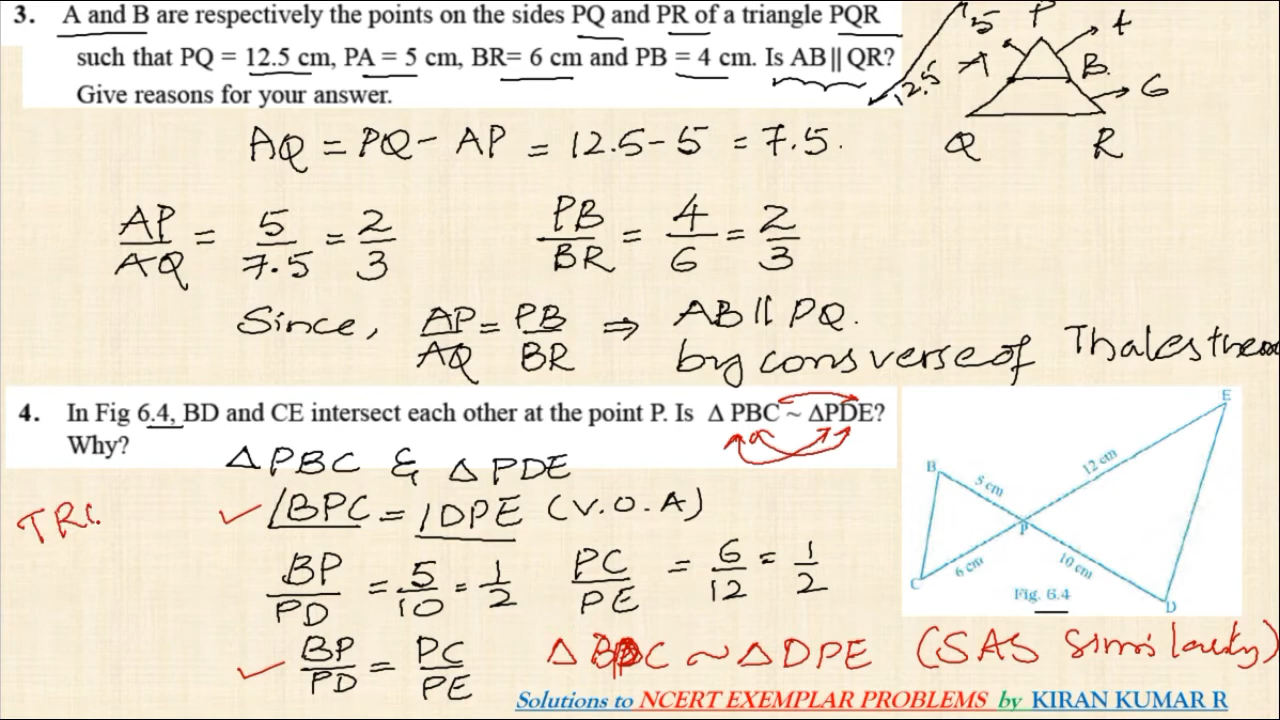 3. A and B are respectively the points on the sides PQ and PR of a triangle PQR
such that PQ = 12.5 cm, PA = 5 cm, BR= 6 cm and PB = 4 cm. Is AB || QR?
Give reasons for your answer.
P
5
4
A
B
12.5
6
Q
R
AQ = PQ - AP = 12.5 - 5 = 7.5.
AP/AQ = 5/7.5 = 2/3
PB/BR = 4/6 = 2/3
Since, AP/AQ = PB/BR ⇒ AB || PQ.
by consverse of Thales
4. In Fig 6.4, BD and CE intersect each other at the point P. Is Δ PBC ~ ΔPDE?
Why?
Δ PBC & Δ PDE
∠BPC = ∠DPE (V.O.A)
BP/PD = 5/10 = 1/2
PC/PE = 6/12 = 1/2
BP/PD = PC/PE
Δ BPC ~ Δ DPE (SAS similarity)
E
12 cm
B
5 cm
P
6 cm
10 cm
C
D
Fig. 6.4
Solutions to NCERT EXEMPLAR PROBLEMS by KIRAN KUMAR R